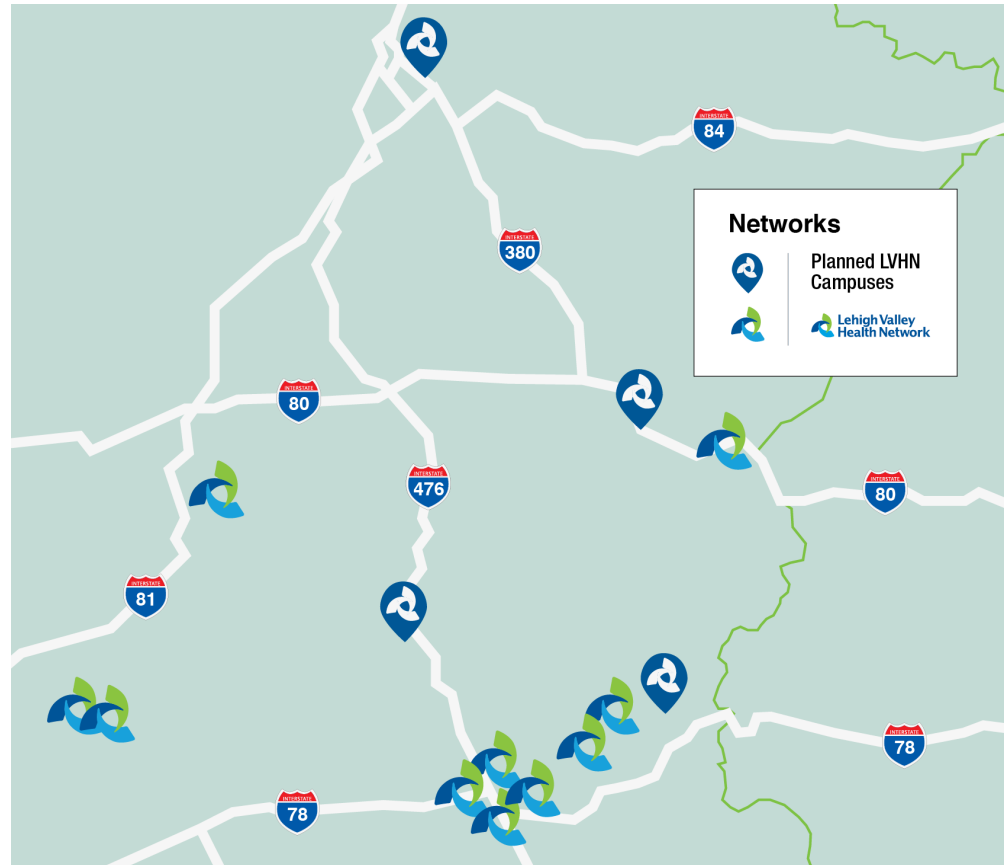 INTERSTATE
84
INTERSTATE
380
Networks
Planned LVHN
Campuses
Lehigh Valley
Health Network
INTERSTATE
80
INTERSTATE
476
INTERSTATE
80
INTERSTATE
81
INTERSTATE
78
INTERSTATE
78